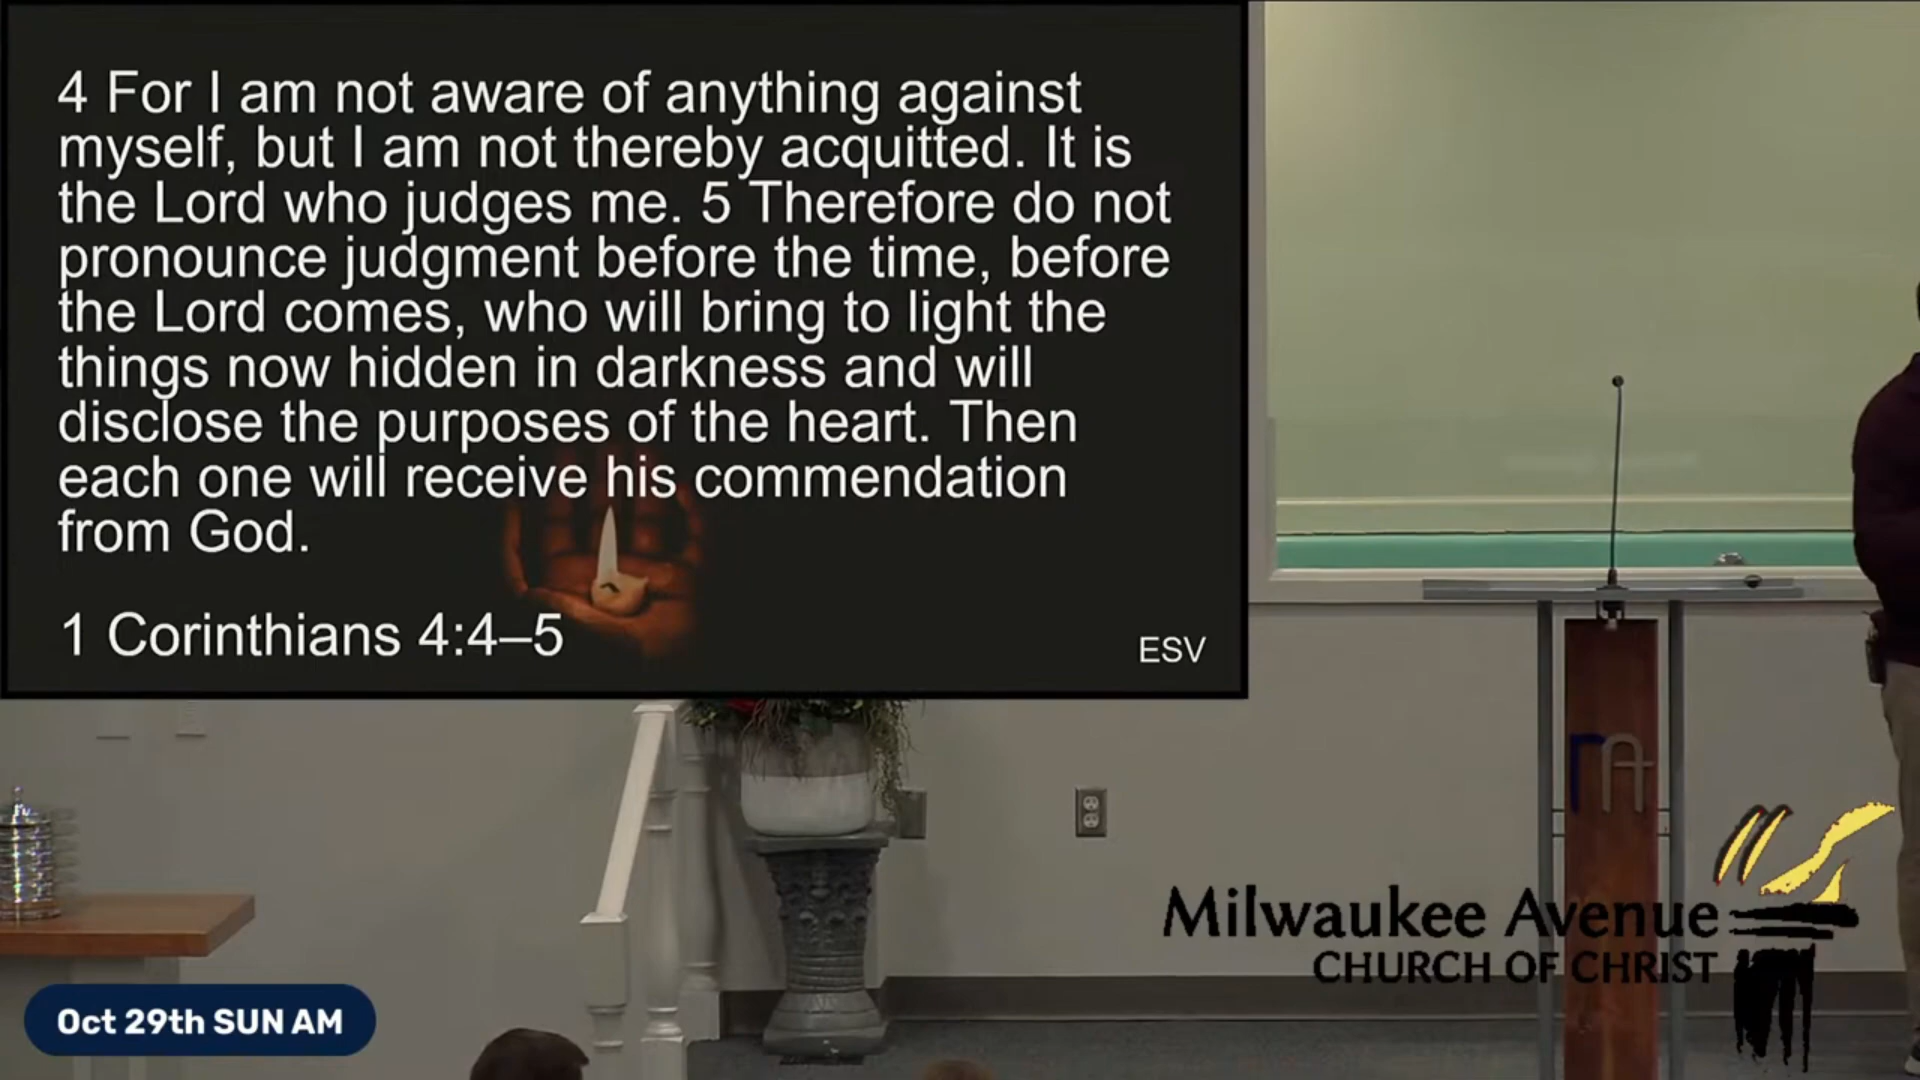 4 For I am not aware of anything against
myself, but I am not thereby acquitted. It is
the Lord who judges me. 5 Therefore do not
pronounce judgment before the time, before
the Lord comes, who will bring to light the
things now hidden in darkness and will
disclose the purposes of the heart. Then
each one will receive his commendation
from God.
1 Corinthians 4:4–5
ESV
MA
Milwaukee Avenue
CHURCH OF CHRIST
Oct 29th SUN AM